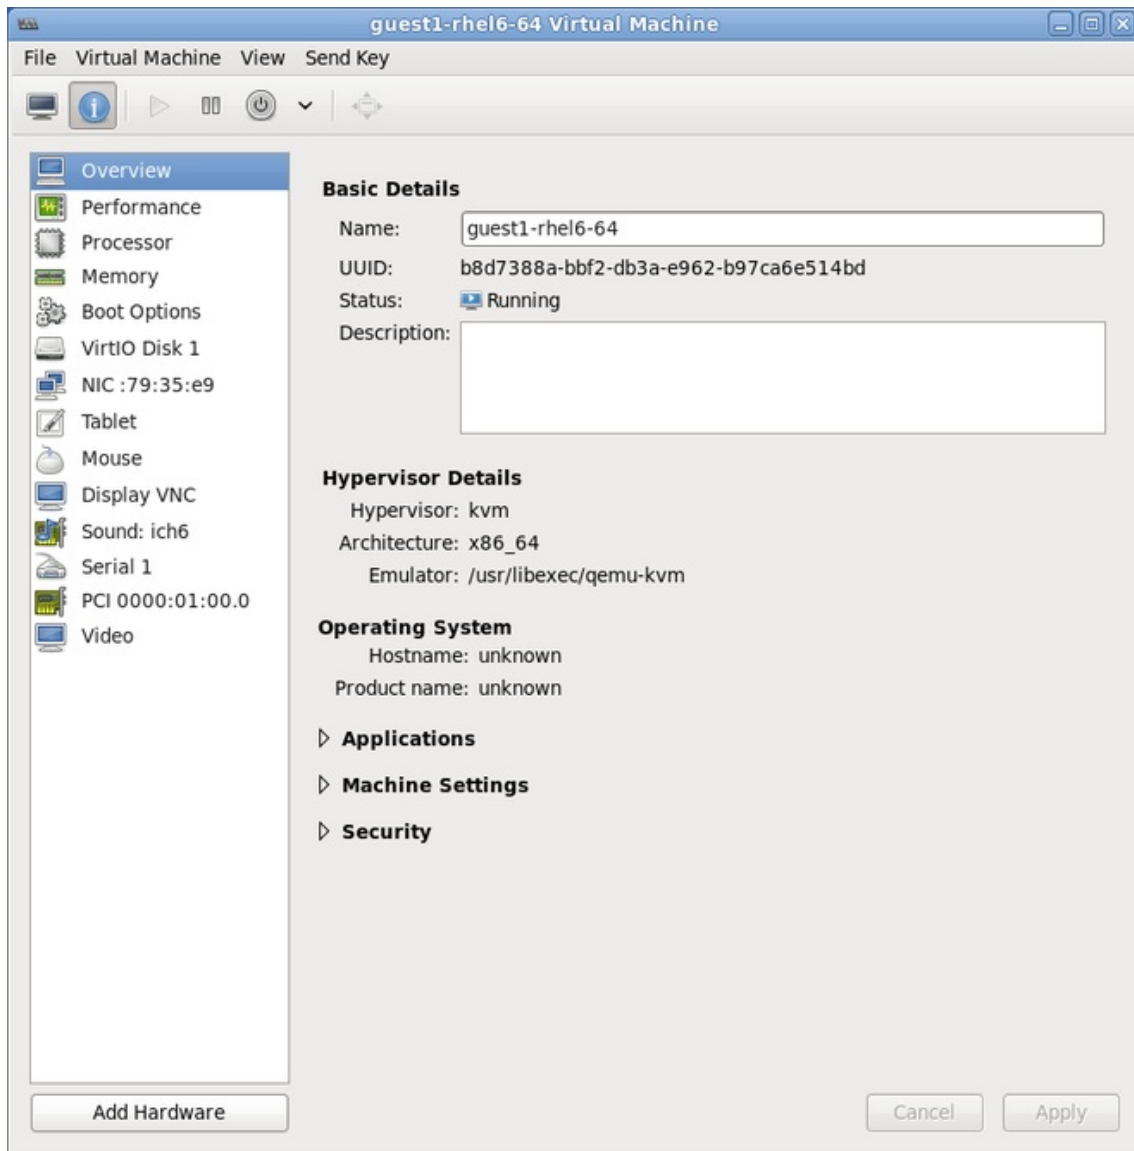 guest1-rhel6-64 Virtual Machine
File Virtual Machine View Send Key
Overview
Performance
Processor
Memory
Boot Options
VirtIO Disk 1
NIC :79:35:e9
Tablet
Mouse
Display VNC
Sound: ich6
Serial 1
PCI 0000:01:00.0
Video
Add Hardware
Basic Details
Name: guest1-rhel6-64
UUID: b8d7388a-bbf2-db3a-e962-b97ca6e514bd
Status: Running
Description:
Hypervisor Details
Hypervisor: kvm
Architecture: x86_64
Emulator: /usr/libexec/qemu-kvm
Operating System
Hostname: unknown
Product name: unknown
Applications
Machine Settings
Security
Cancel Apply